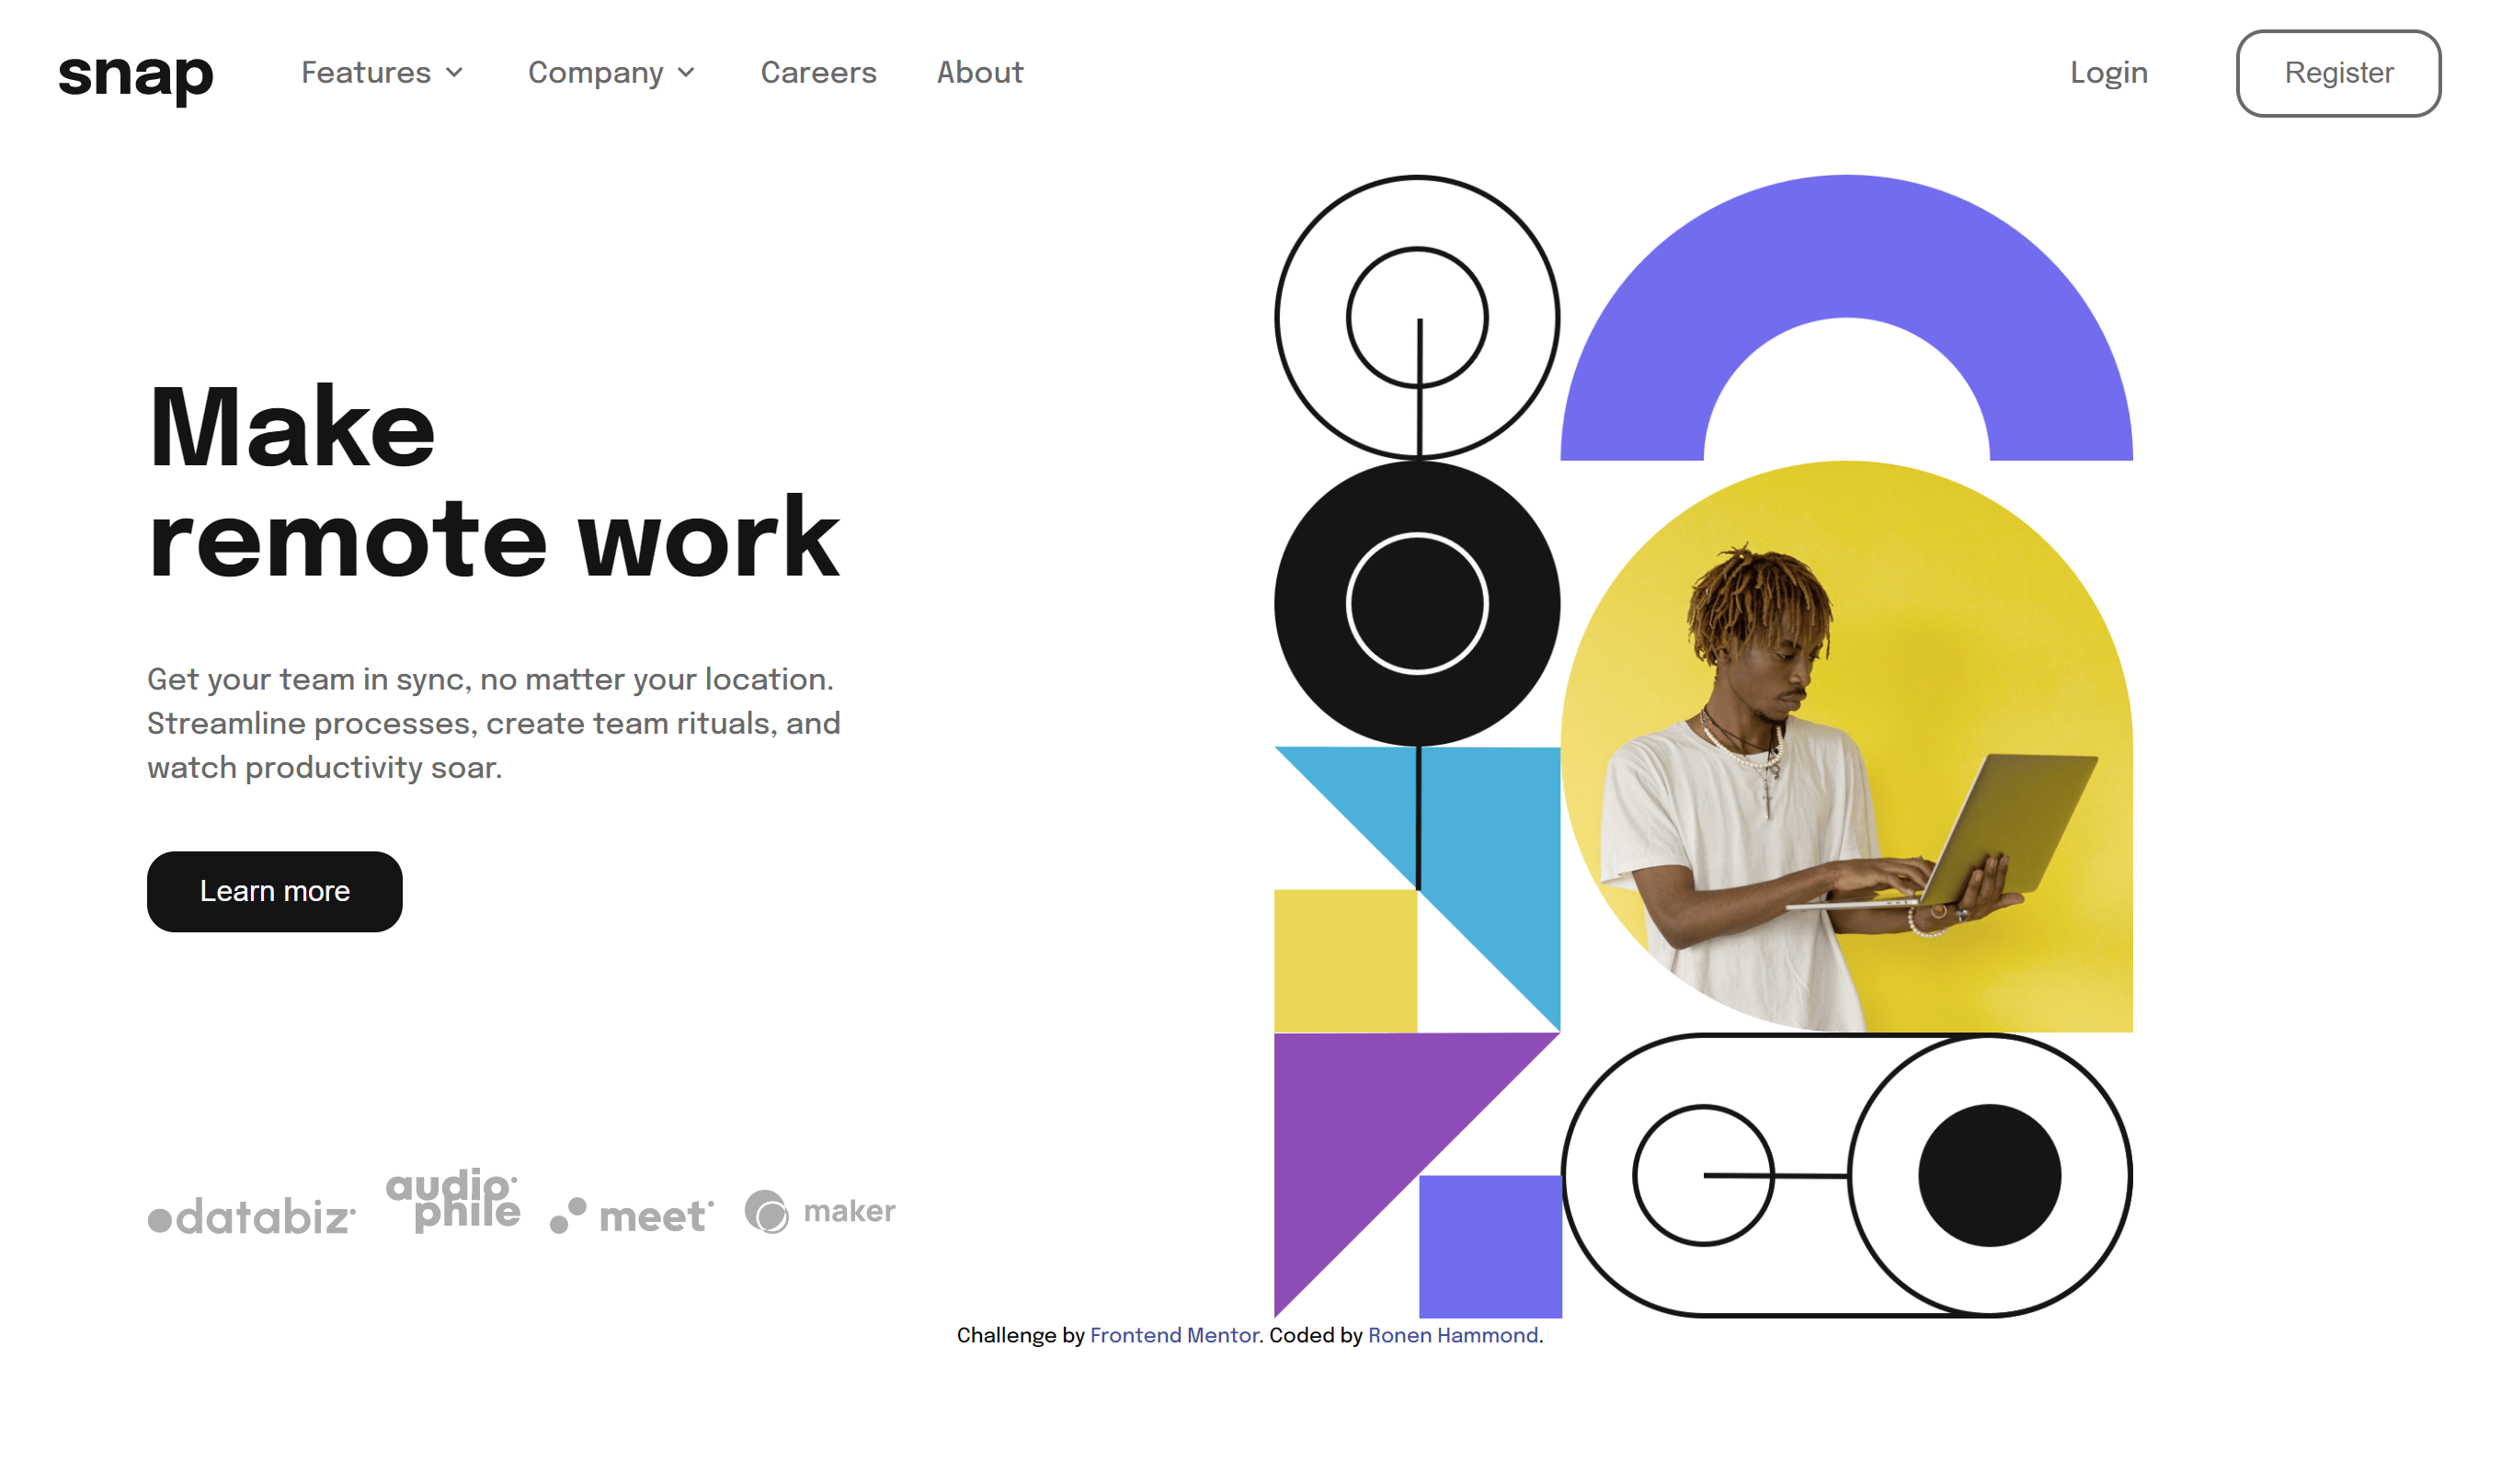 snap
Features
Company
Careers
About
Login
Register
Make
remote work
Get your team in sync, no matter your location.
Streamline processes, create team rituals, and
watch productivity soar.
Learn more
databiz
audio
phile
meet
maker
Challenge by Frontend Mentor. Coded by Ronen Hammond.